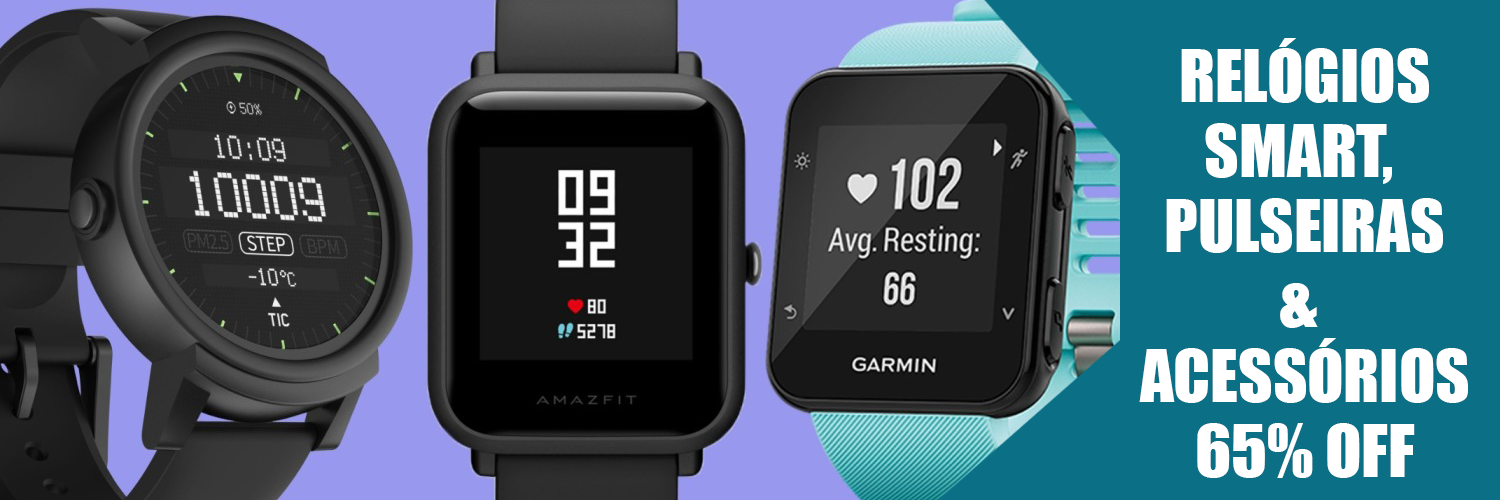 50%
10:09
10009
PM2.5 STEP BPM
-10°C
TIC
09
32
80
5278
AMAZFIT
102
Avg. Resting:
66
GARMIN
RELÓGIOS
SMART,
PULSEIRAS
&
ACESSÓRIOS
65% OFF